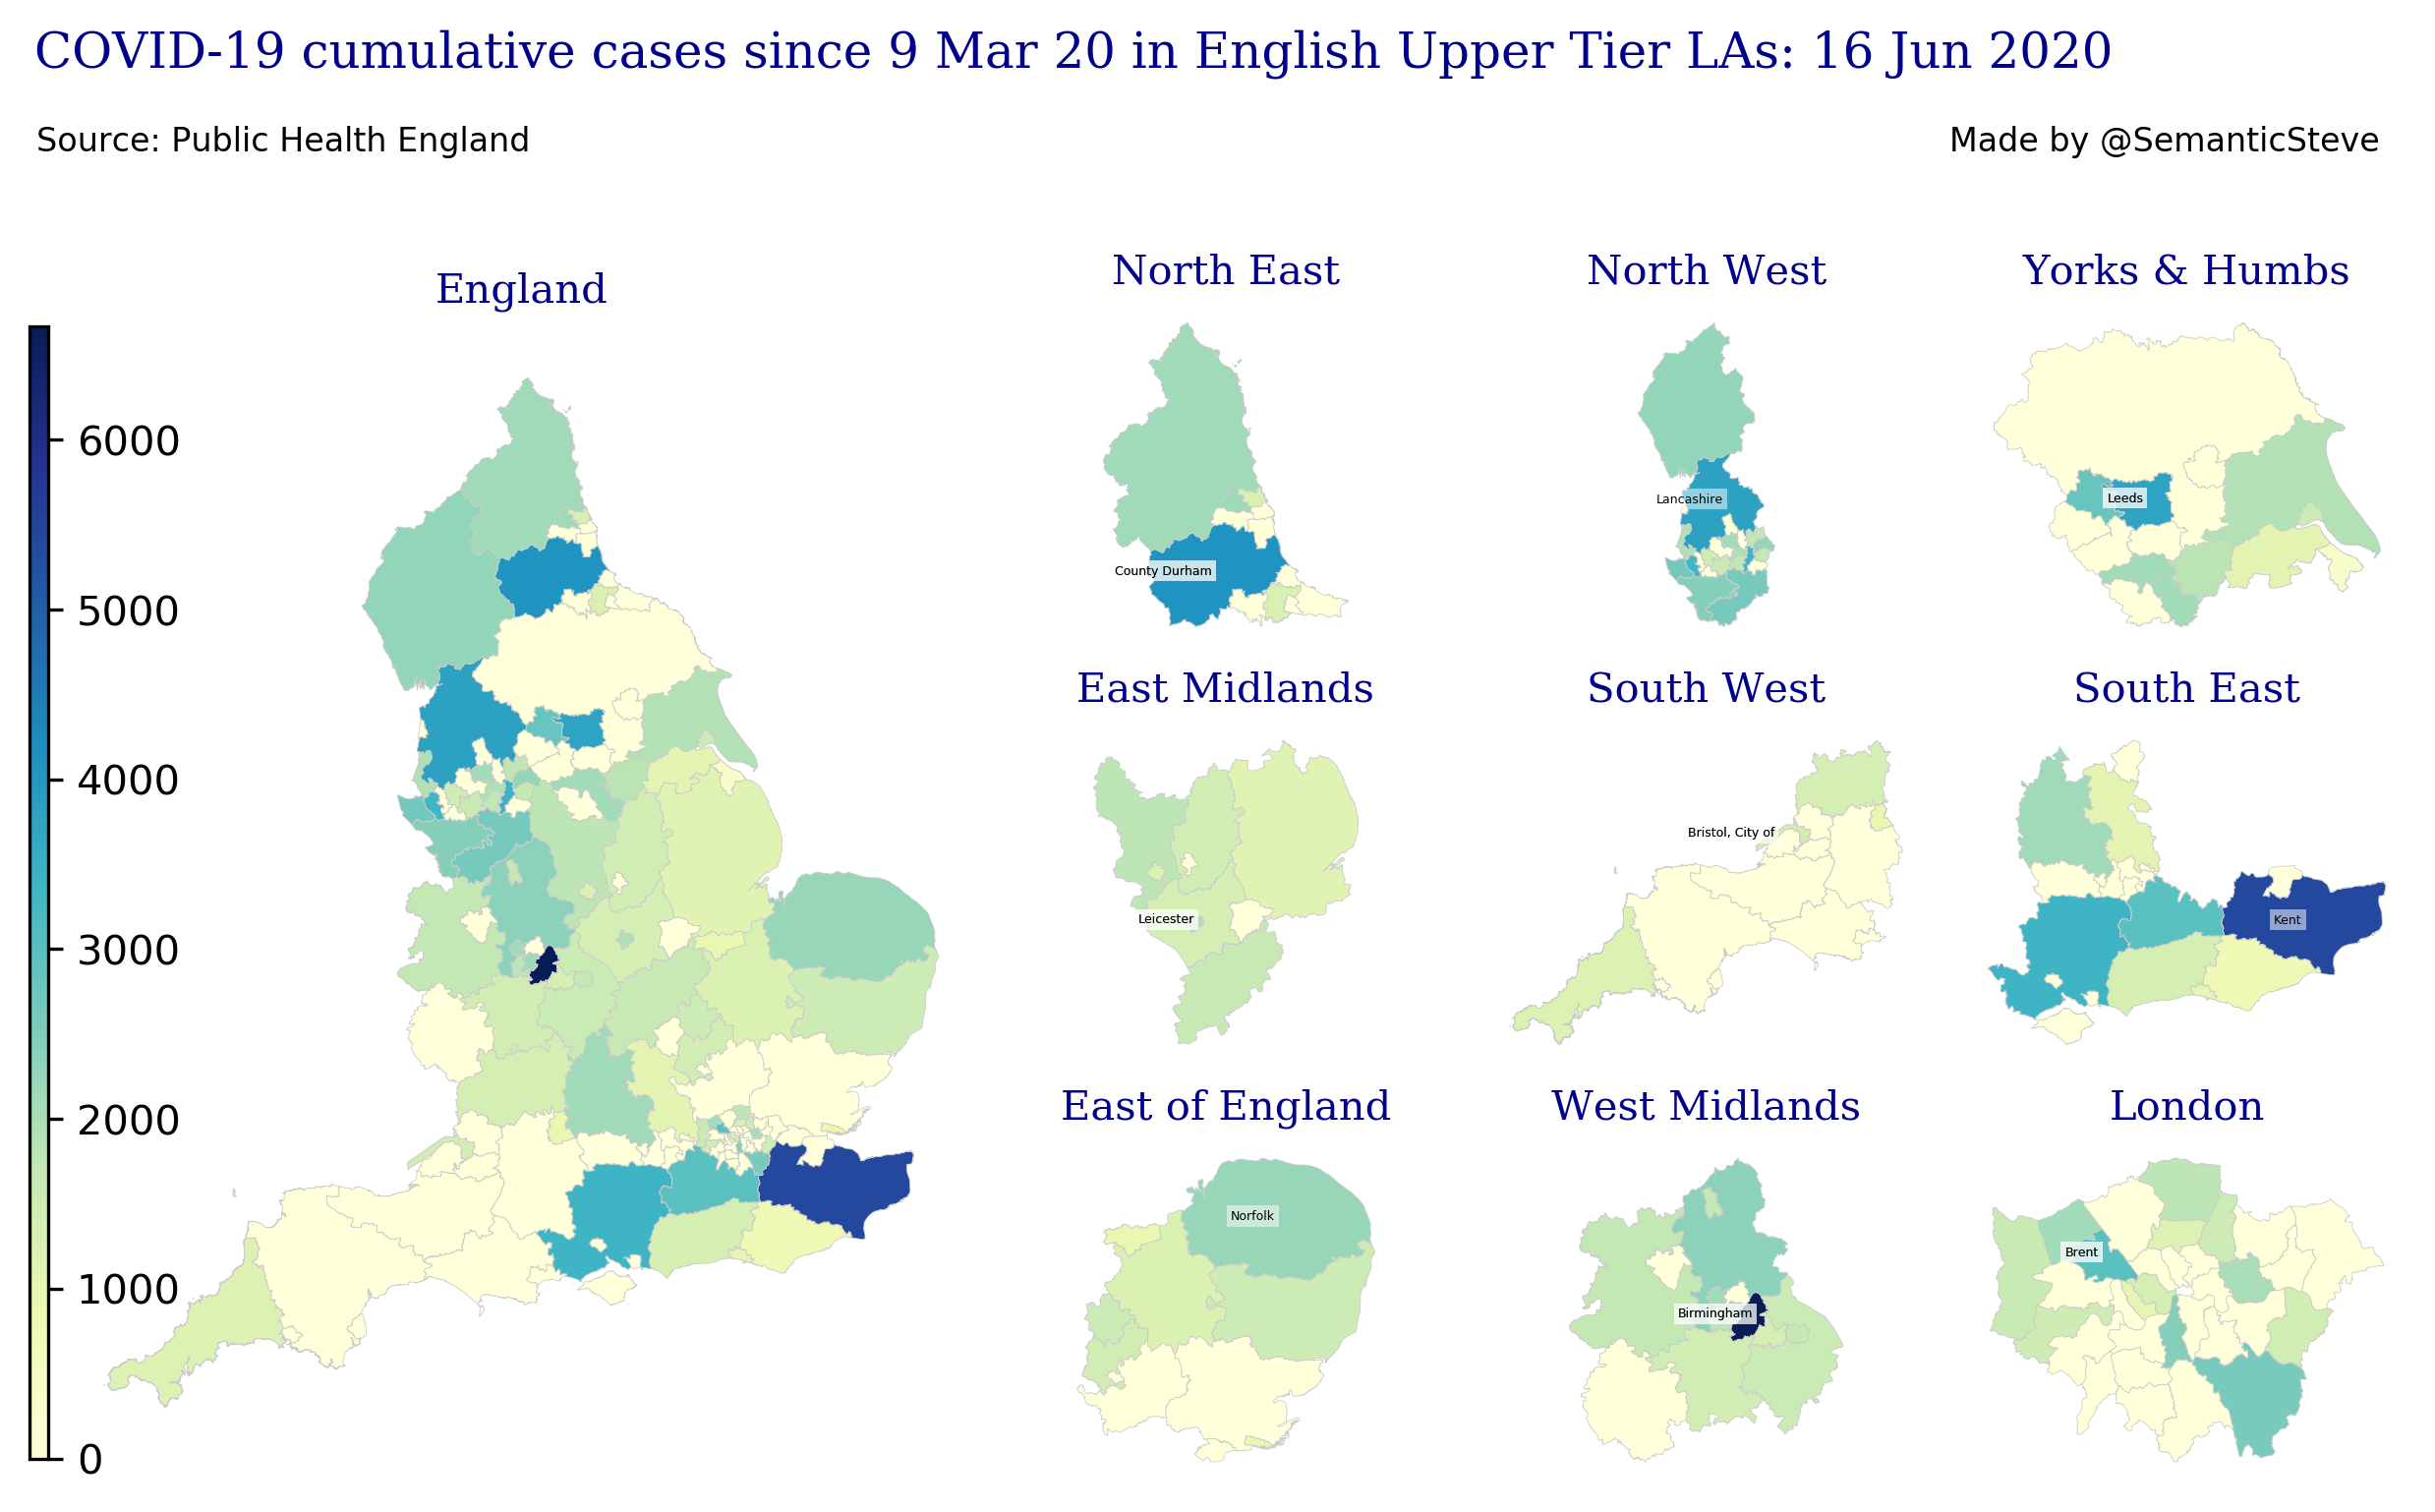 COVID-19 cumulative cases since 9 Mar 20 in English Upper Tier LAs: 16 Jun 2020
Source: Public Health England
Made by @SemanticSteve
England
6000
5000
4000
3000
2000
1000
0
North East
County Durham
North West
Lancashire
Yorks & Humbs
Leeds
East Midlands
Leicester
South West
Bristol, City of
South East
Kent
East of England
Norfolk
West Midlands
Birmingham
London
Brent